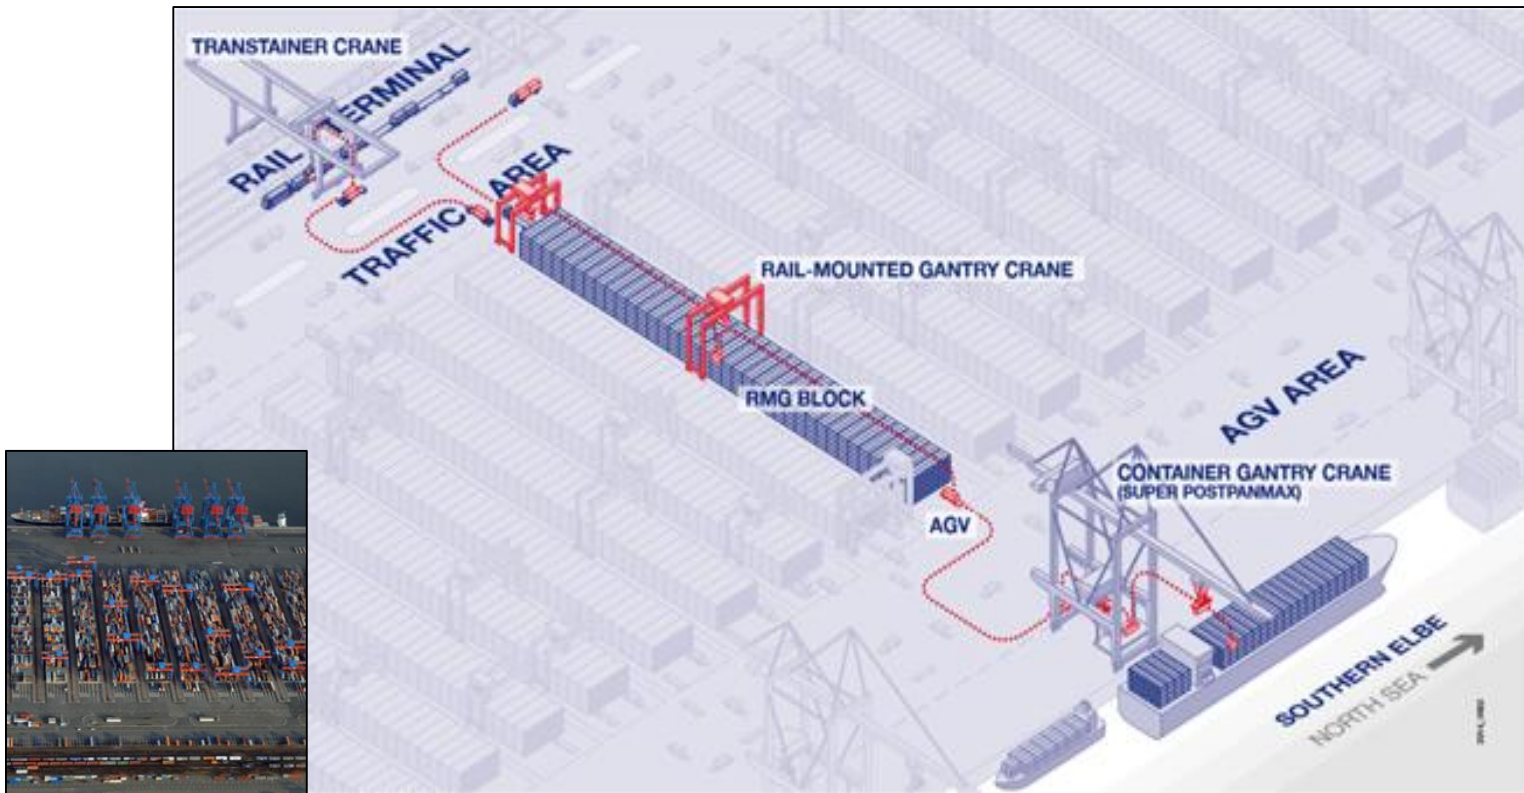 TRANSTAINER CRANE
RAIL TERMINAL
TRAFFIC AREA
RAIL-MOUNTED GANTRY CRANE
RMG BLOCK
AGV AREA
CONTAINER GANTRY CRANE
(SUPER POSTPANMAX)
AGV
SOUTHERN ELBE
NORTH SEA